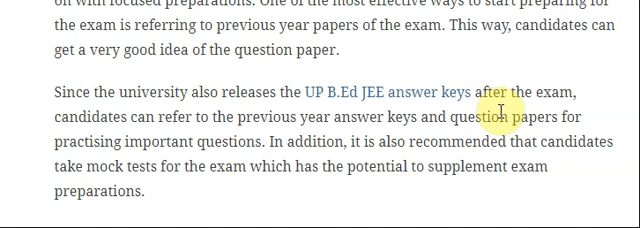 on with focused preparations. One of the most effective ways to start preparing for
the exam is referring to previous year papers of the exam. This way, candidates can
get a very good idea of the question paper.
Since the university also releases the UP B.Ed JEE answer keys after the exam,
candidates can refer to the previous year answer keys and question papers for
practising important questions. In addition, it is also recommended that candidates
take mock tests for the exam which has the potential to supplement exam
preparations.